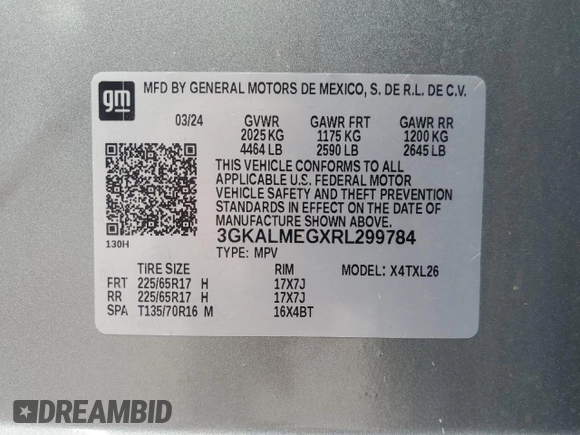 gm
MFD BY GENERAL MOTORS DE MEXICO, S. DE R.L. DE C.V.
03/24 GVWR GAWR FRT GAWR RR
2025 KG 1175 KG 1200 KG
4464 LB 2590 LB 2645 LB
THIS VEHICLE CONFORMS TO ALL
APPLICABLE U.S. FEDERAL MOTOR
VEHICLE SAFETY AND THEFT PREVENTION
STANDARDS IN EFFECT ON THE DATE OF
MANUFACTURE SHOWN ABOVE.
130H 3GKALMEGXRL299784
TYPE: MPV
TIRE SIZE RIM MODEL: X4TXL26
FRT 225/65R17 H 17X7J
RR 225/65R17 H 17X7J
SPA T135/70R16 M 16X4BT
DREAMBID